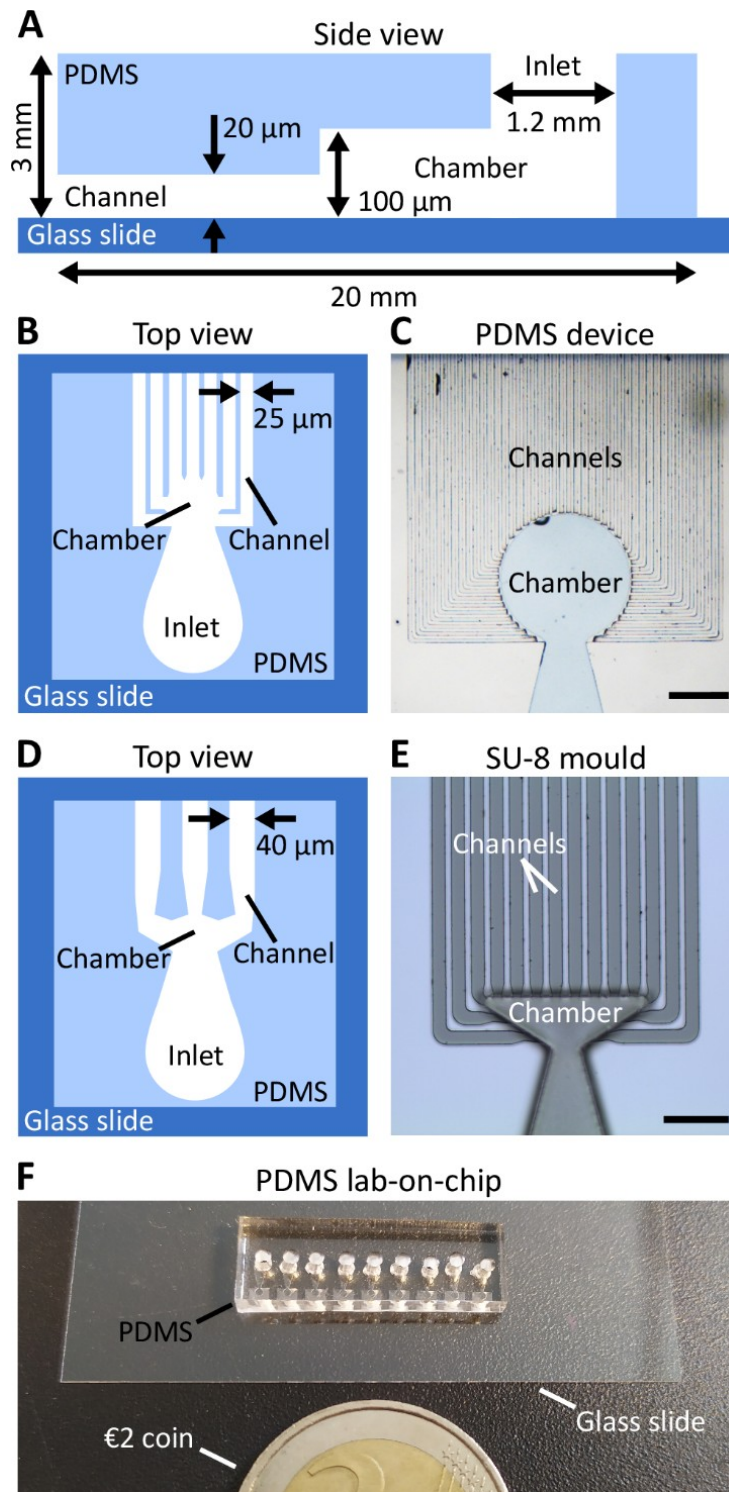 A
Side view
PDMS
Inlet
3 mm
20 µm
1.2 mm
Chamber
Channel
100 µm
Glass slide
20 mm
B
Top view
25 µm
Chamber
Channel
Inlet
PDMS
Glass slide
C
PDMS device
Channels
Chamber
D
Top view
40 µm
Chamber
Channel
Inlet
PDMS
Glass slide
E
SU-8 mould
Channels
Chamber
F
PDMS lab-on-chip
PDMS
Glass slide
€2 coin